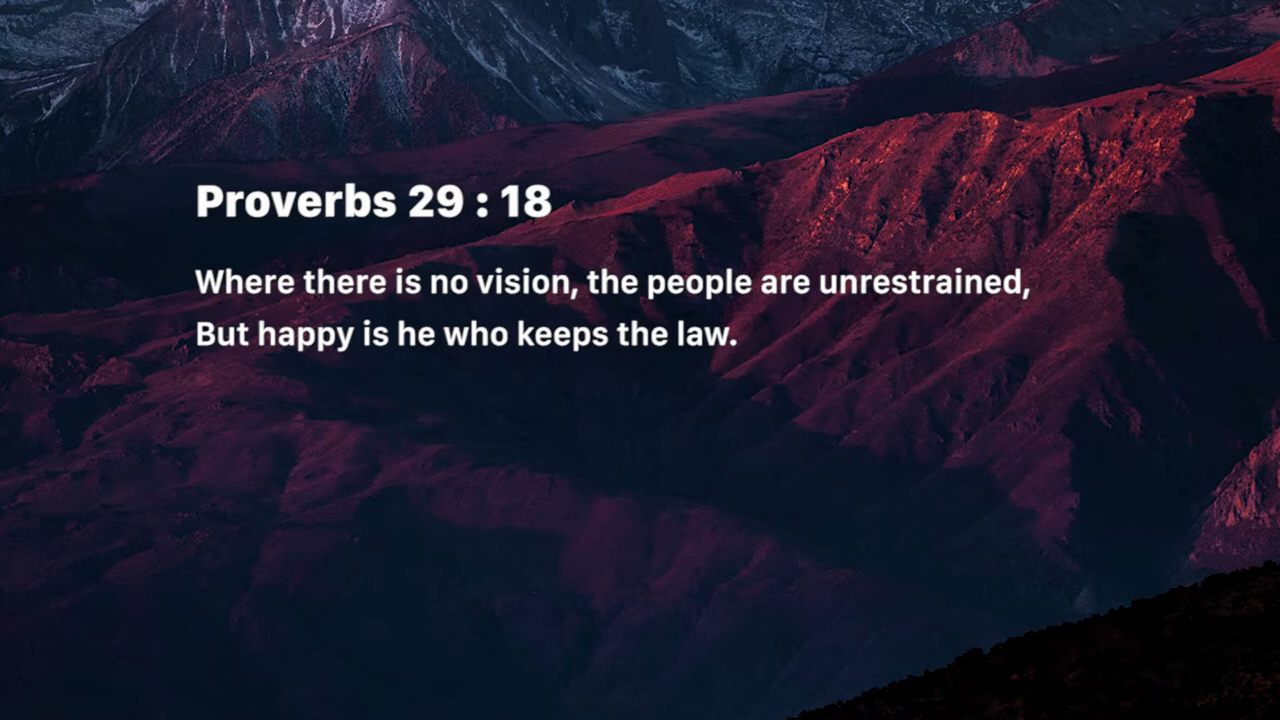 Proverbs 29 : 18
Where there is no vision, the people are unrestrained,
But happy is he who keeps the law.